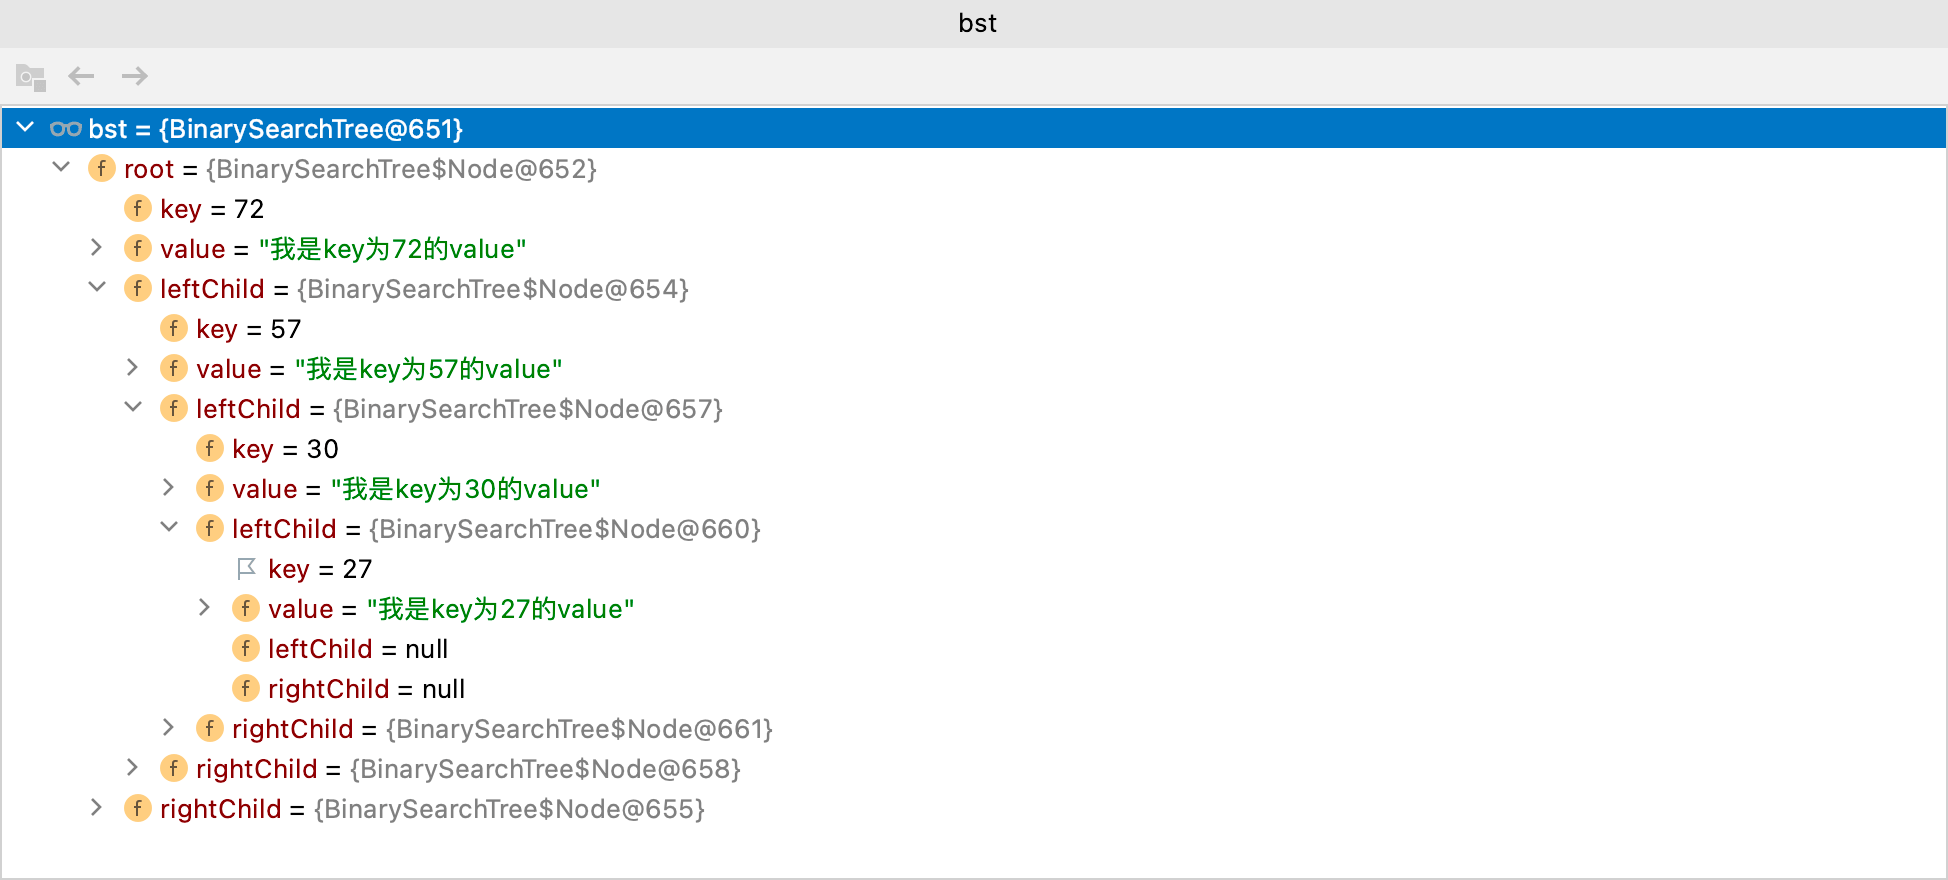 bst
bst = {BinarySearchTree@651}
f root = {BinarySearchTree$Node@652}
f key = 72
f value = "我是key为72的value"
f leftChild = {BinarySearchTree$Node@654}
f key = 57
f value = "我是key为57的value"
f leftChild = {BinarySearchTree$Node@657}
f key = 30
f value = "我是key为30的value"
f leftChild = {BinarySearchTree$Node@660}
key = 27
f value = "我是key为27的value"
f leftChild = null
f rightChild = null
f rightChild = {BinarySearchTree$Node@661}
f rightChild = {BinarySearchTree$Node@658}
f rightChild = {BinarySearchTree$Node@655}